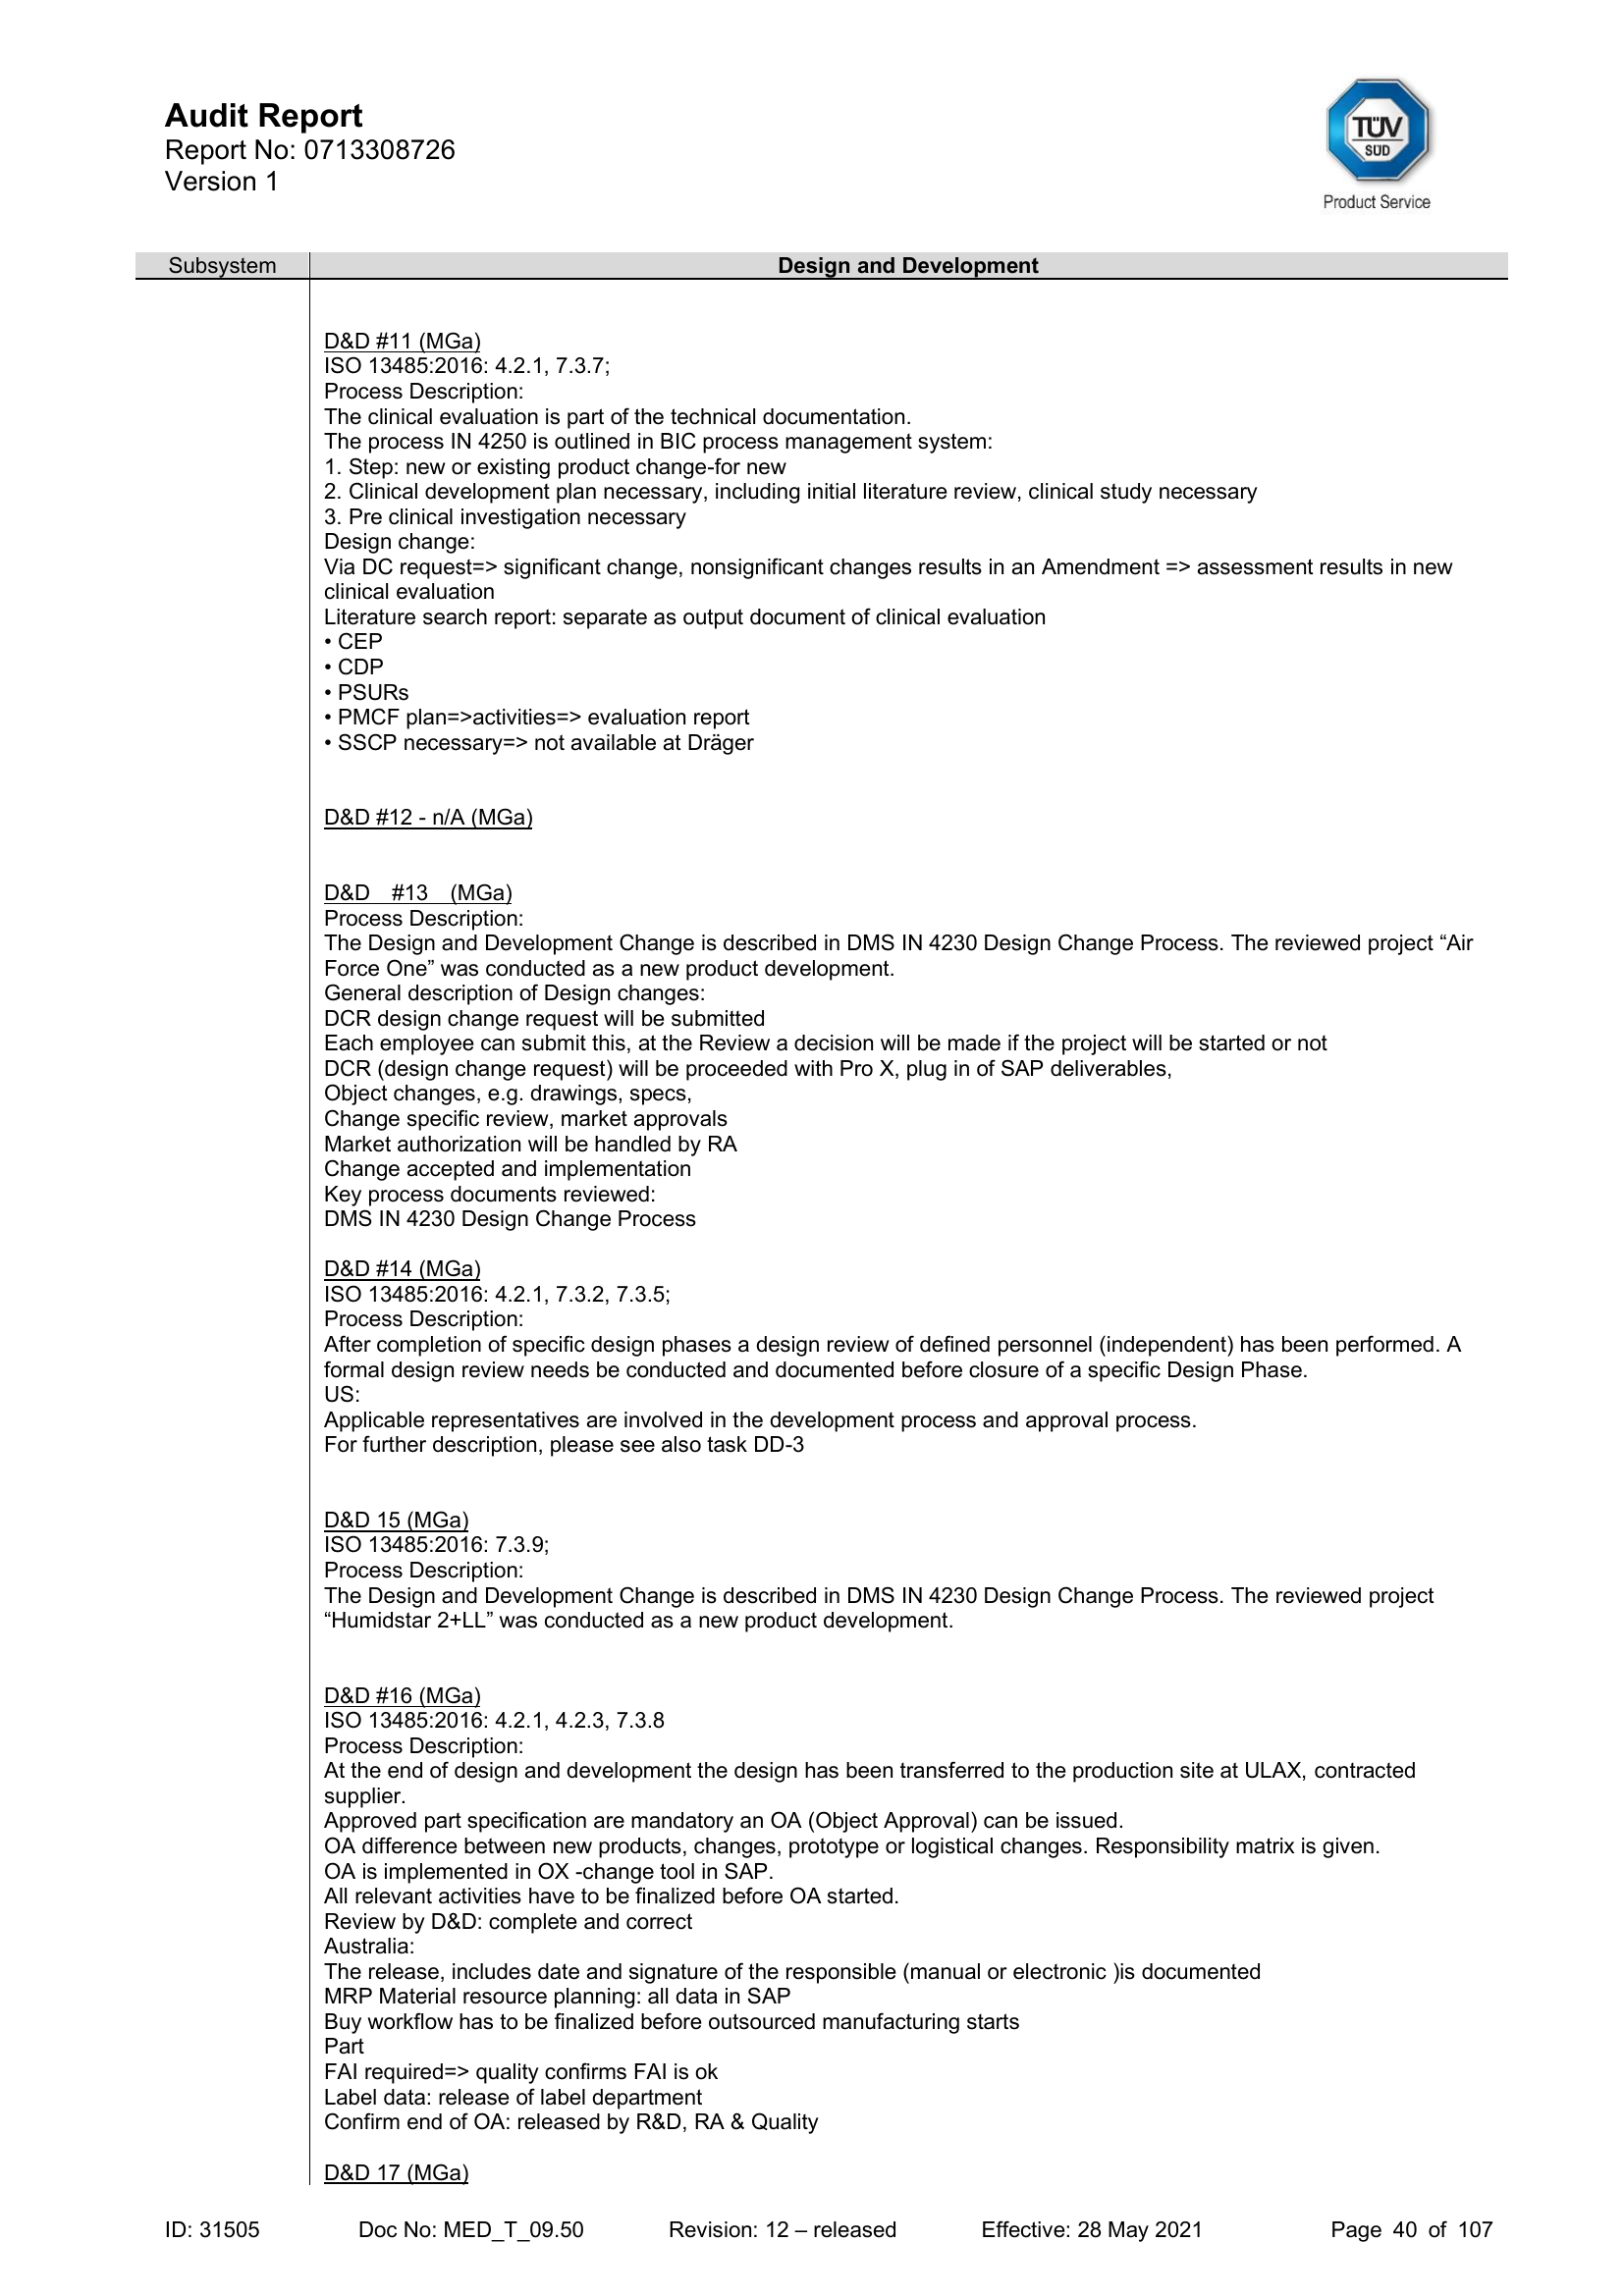 Audit Report
Report No: 0713308726
Version 1
TÜV
SÜD
Product Service
Subsystem
Design and Development
D&D #11 (MGa)
ISO 13485:2016: 4.2.1, 7.3.7;
Process Description:
The clinical evaluation is part of the technical documentation.
The process IN 4250 is outlined in BIC process management system:
1. Step: new or existing product change-for new
2. Clinical development plan necessary, including initial literature review, clinical study necessary
3. Pre clinical investigation necessary
Design change:
Via DC request=> significant change, nonsignificant changes results in an Amendment => assessment results in new
clinical evaluation
Literature search report: separate as output document of clinical evaluation
• CEP
• CDP
• PSURs
• PMCF plan=>activities=> evaluation report
• SSCP necessary=> not available at Dräger
D&D #12 - n/A (MGa)
D&D #13 (MGa)
Process Description:
The Design and Development Change is described in DMS IN 4230 Design Change Process. The reviewed project “Air
Force One” was conducted as a new product development.
General description of Design changes:
DCR design change request will be submitted
Each employee can submit this, at the Review a decision will be made if the project will be started or not
DCR (design change request) will be proceeded with Pro X, plug in of SAP deliverables,
Object changes, e.g. drawings, specs,
Change specific review, market approvals
Market authorization will be handled by RA
Change accepted and implementation
Key process documents reviewed:
DMS IN 4230 Design Change Process
D&D #14 (MGa)
ISO 13485:2016: 4.2.1, 7.3.2, 7.3.5;
Process Description:
After completion of specific design phases a design review of defined personnel (independent) has been performed. A
formal design review needs be conducted and documented before closure of a specific Design Phase.
US:
Applicable representatives are involved in the development process and approval process.
For further description, please see also task DD-3
D&D 15 (MGa)
ISO 13485:2016: 7.3.9;
Process Description:
The Design and Development Change is described in DMS IN 4230 Design Change Process. The reviewed project
“Humidstar 2+LL” was conducted as a new product development.
D&D #16 (MGa)
ISO 13485:2016: 4.2.1, 4.2.3, 7.3.8
Process Description:
At the end of design and development the design has been transferred to the production site at ULAX, contracted
supplier.
Approved part specification are mandatory an OA (Object Approval) can be issued.
OA difference between new products, changes, prototype or logistical changes. Responsibility matrix is given.
OA is implemented in OX -change tool in SAP.
All relevant activities have to be finalized before OA started.
Review by D&D: complete and correct
Australia:
The release, includes date and signature of the responsible (manual or electronic )is documented
MRP Material resource planning: all data in SAP
Buy workflow has to be finalized before outsourced manufacturing starts
Part
FAI required=> quality confirms FAI is ok
Label data: release of label department
Confirm end of OA: released by R&D, RA & Quality
D&D 17 (MGa)
ID: 31505 Doc No: MED_T_09.50 Revision: 12 – released Effective: 28 May 2021 Page 40 of 107